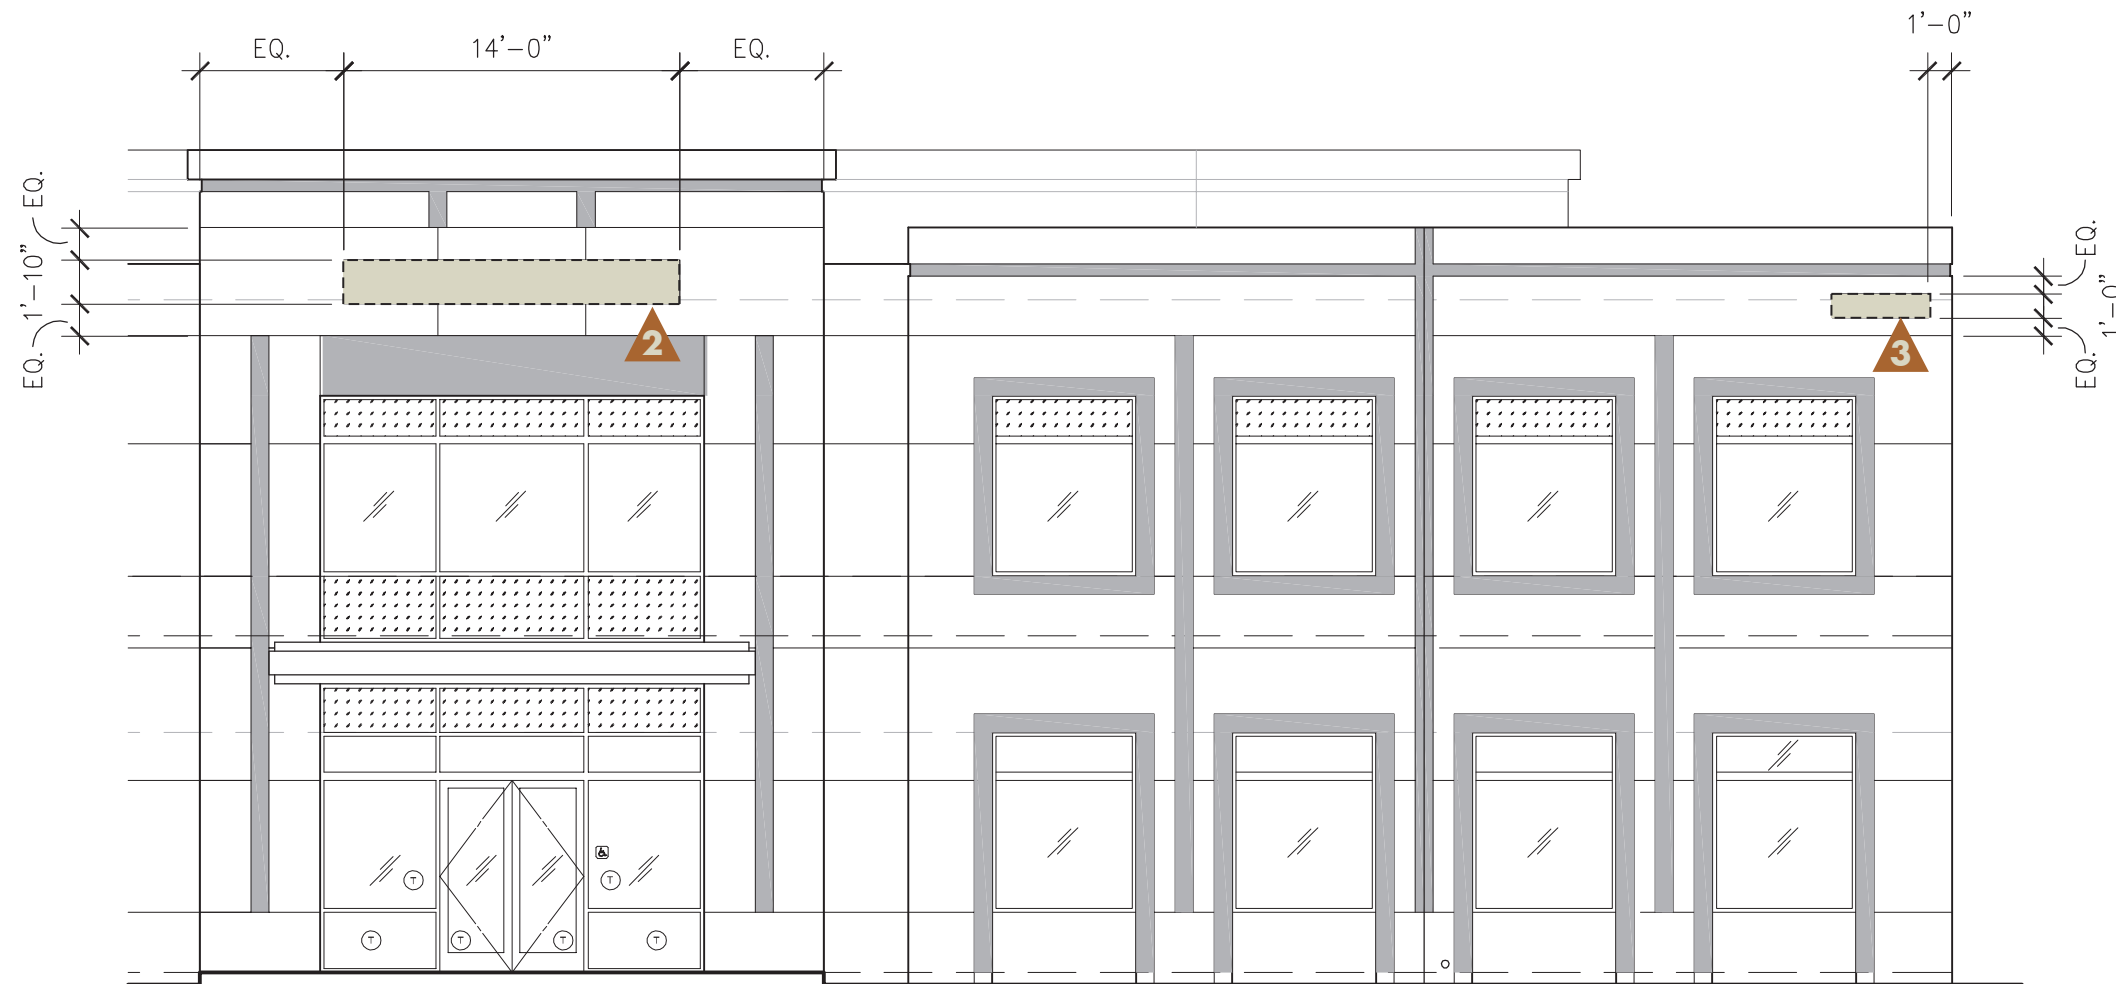 1'-0"
EQ.
14'-0"
EQ.
EQ.
1'-10"
EQ.
EQ.
1'-0"
EQ.
2
3
T
T
T
T
T
T